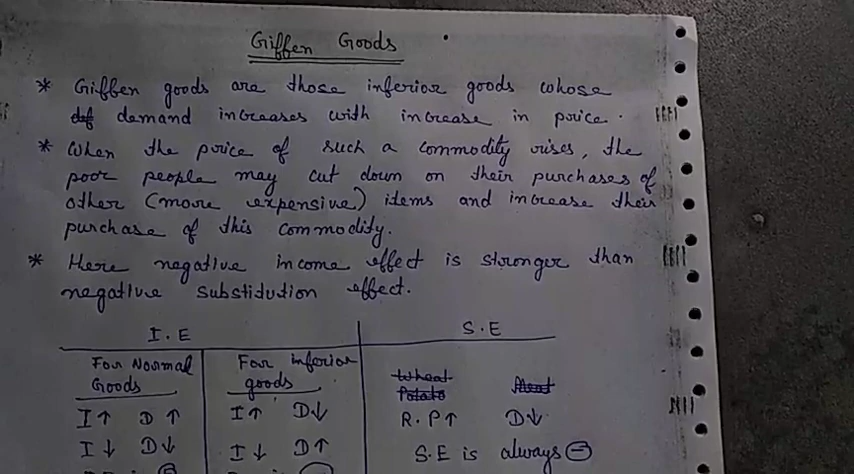 Giffen Goods
* Giffen goods are those inferior goods whose
def demand increases with increase in price.
* When the price of such a commodity rises, the
poor people may cut down on their purchases of
other (more expensive) items and increase their
purchase of this commodity.
* Here negative income effect is stronger than
negative substitution effect.
I.E S.E
For Normal Goods For inferior goods Wheat Potato Meat
I↑ D↑ I↑ D↓ R.P↑ D↓
I↓ D↓ I↓ D↑ S.E is always ⊖